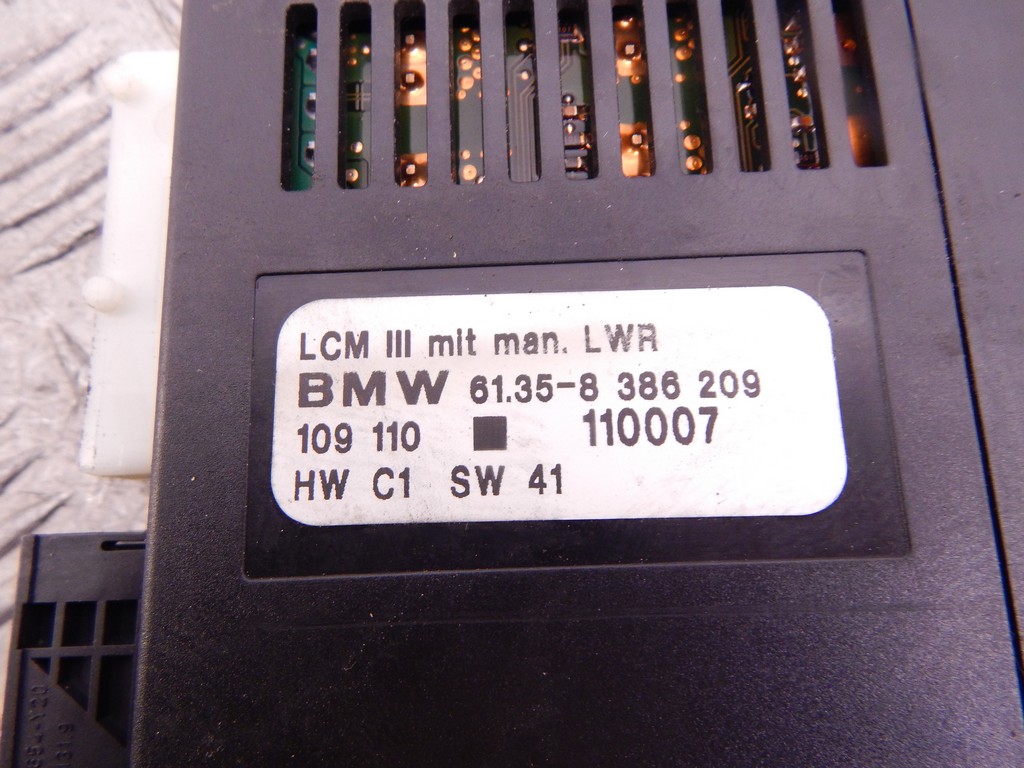 LCM III mit man. LWR
BMW 61.35-8 386 209
109 110 110007
HW C1 SW 41